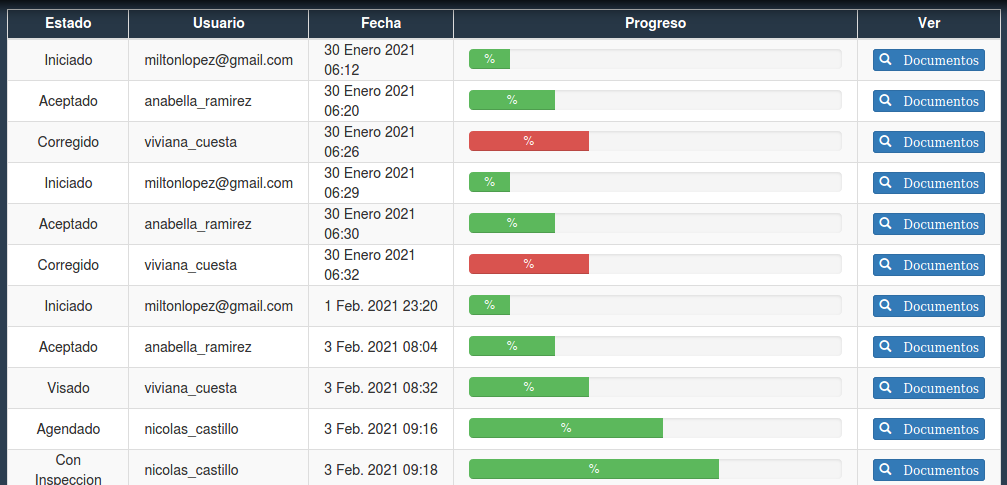 Estado Usuario Fecha Progreso Ver
Iniciado miltonlopez@gmail.com 30 Enero 2021 06:12 % Documentos
Aceptado anabella_ramirez 30 Enero 2021 06:20 % Documentos
Corregido viviana_cuesta 30 Enero 2021 06:26 % Documentos
Iniciado miltonlopez@gmail.com 30 Enero 2021 06:29 % Documentos
Aceptado anabella_ramirez 30 Enero 2021 06:30 % Documentos
Corregido viviana_cuesta 30 Enero 2021 06:32 % Documentos
Iniciado miltonlopez@gmail.com 1 Feb. 2021 23:20 % Documentos
Aceptado anabella_ramirez 3 Feb. 2021 08:04 % Documentos
Visado viviana_cuesta 3 Feb. 2021 08:32 % Documentos
Agendado nicolas_castillo 3 Feb. 2021 09:16 % Documentos
Con Inspeccion nicolas_castillo 3 Feb. 2021 09:18 % Documentos